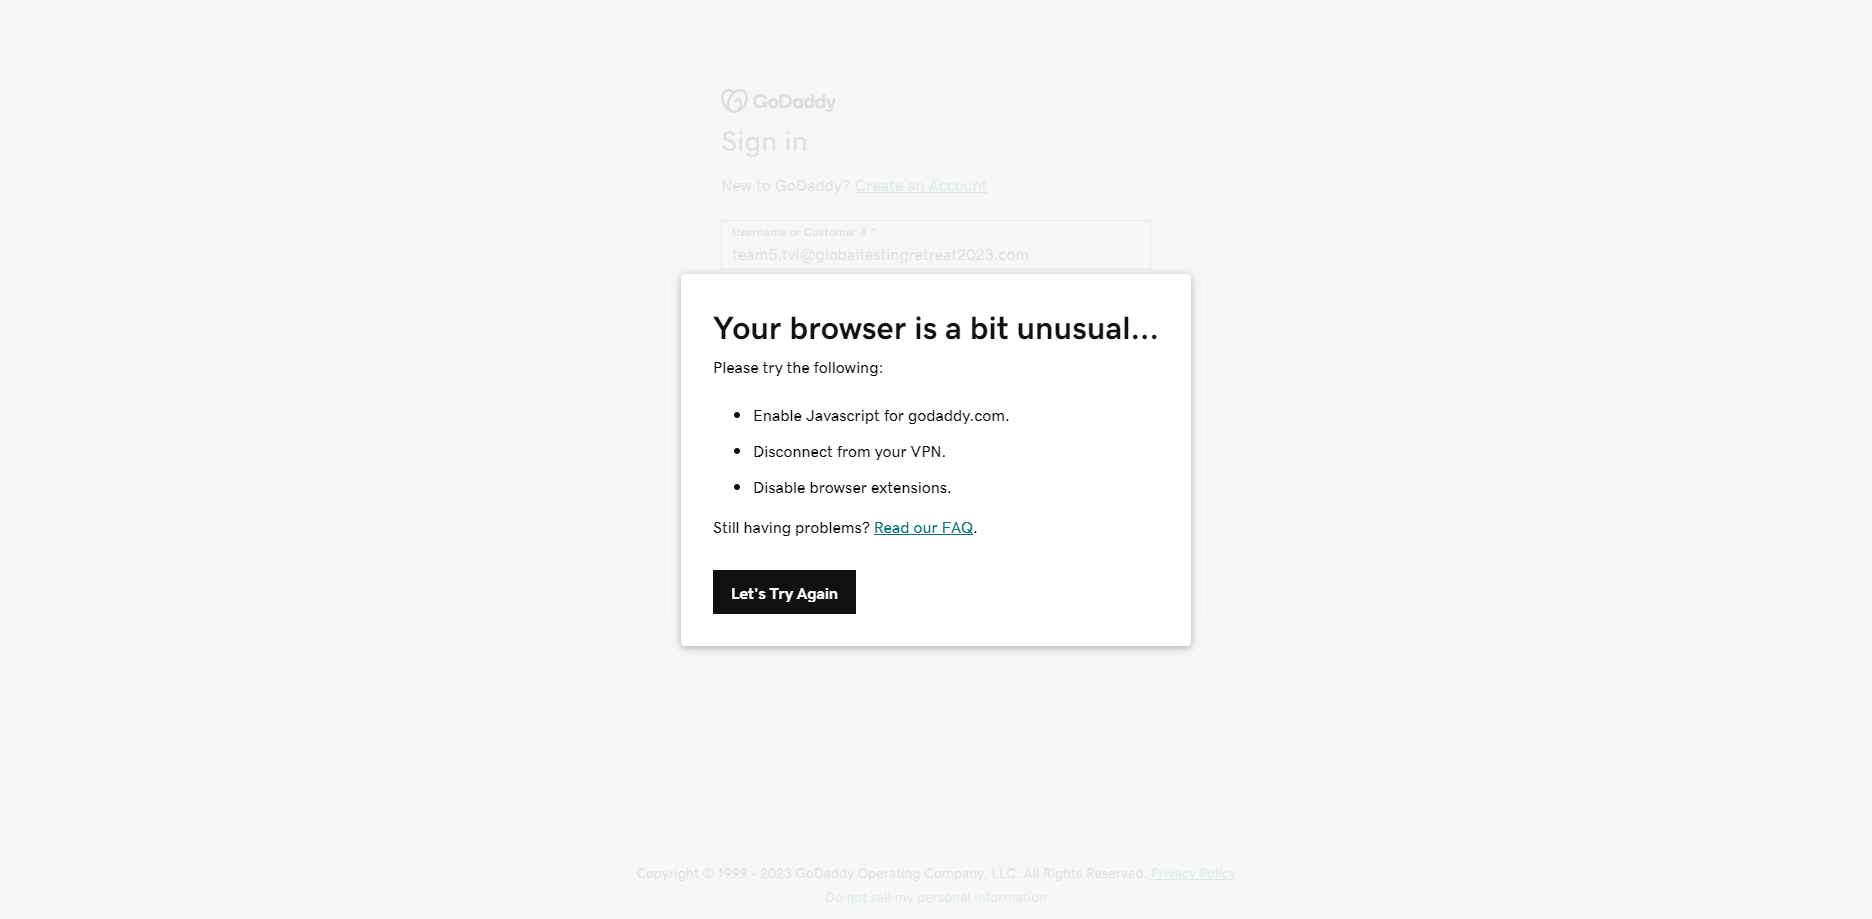 GoDaddy
Sign in
New to GoDaddy? Create an Account
Username or Customer # *
team5.tvi@globaltestingretreat2023.com
Your browser is a bit unusual...
Please try the following:
Enable Javascript for godaddy.com.
Disconnect from your VPN.
Disable browser extensions.
Still having problems? Read our FAQ.
Let's Try Again
Copyright © 1999 - 2023 GoDaddy Operating Company, LLC. All Rights Reserved. Privacy Policy
Do not sell my personal information